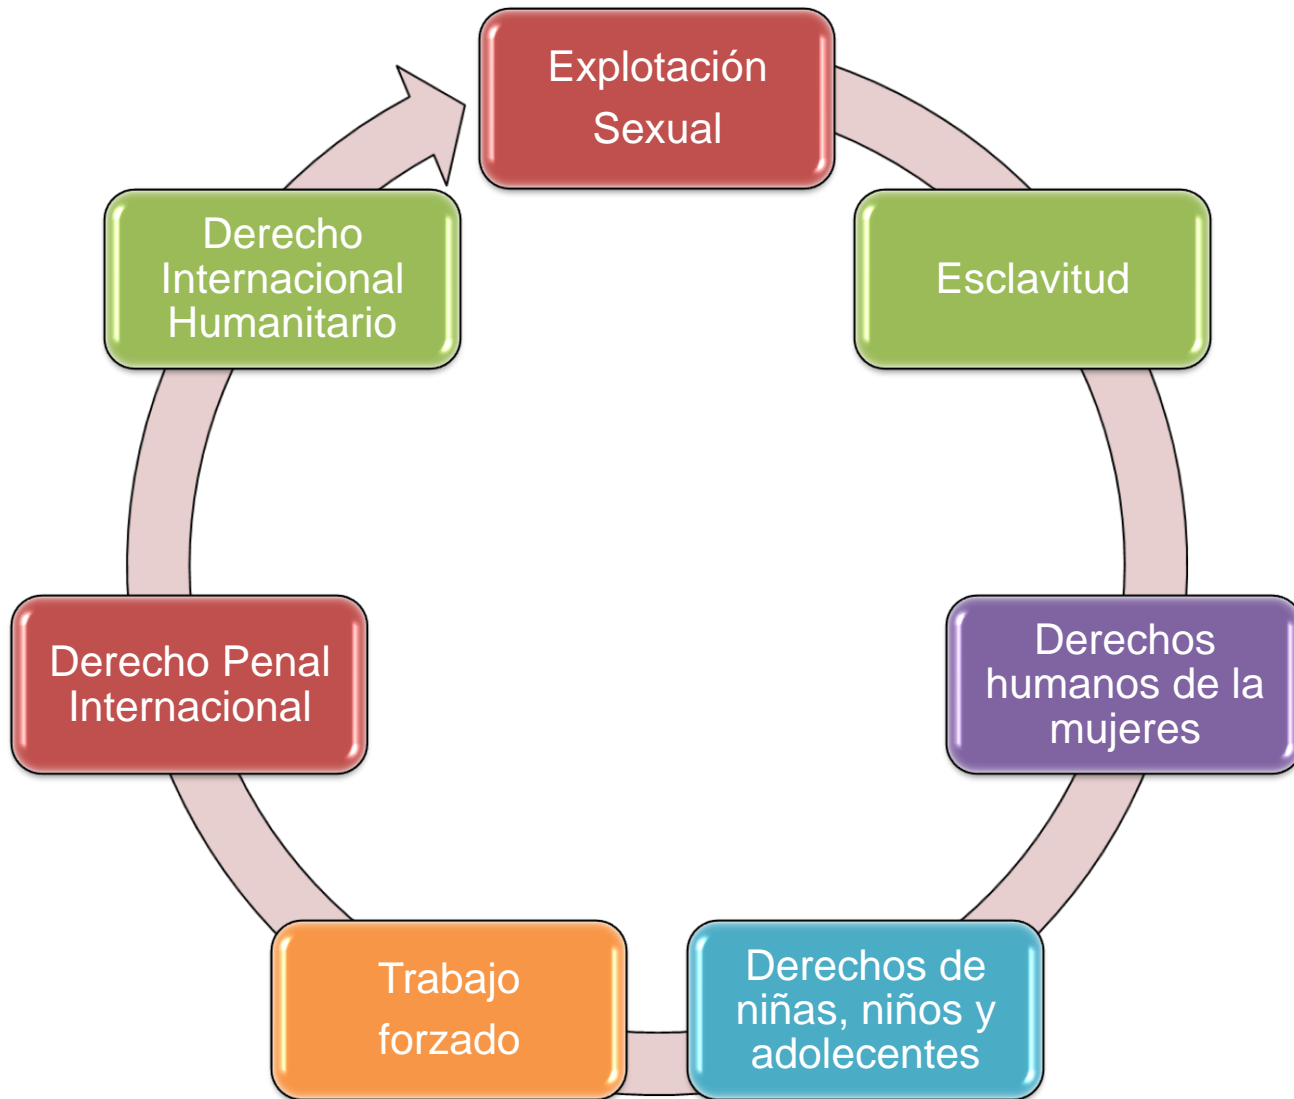 Explotación
Sexual
Esclavitud
Derechos
humanos de la
mujeres
Derechos de
niñas, niños y
adolecentes
Trabajo
forzado
Derecho Penal
Internacional
Derecho
Internacional
Humanitario